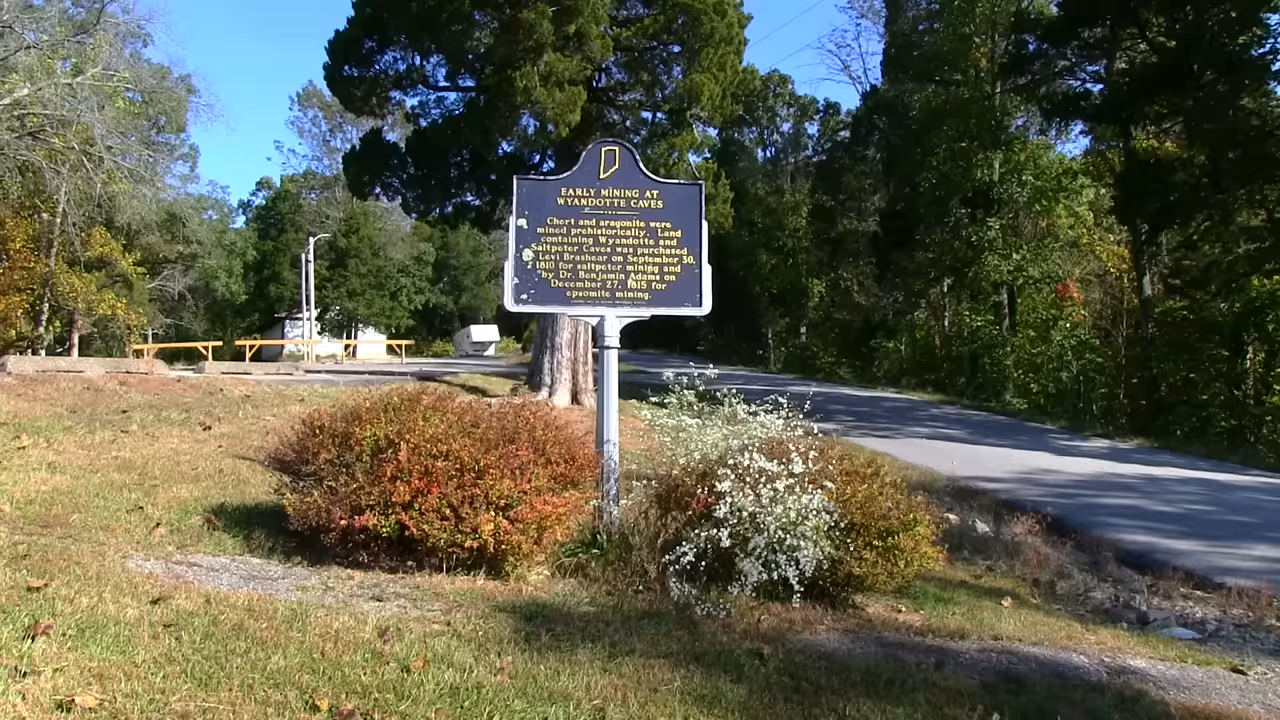 EARLY MINING AT
WYANDOTTE CAVES
Chert and aragonite were
mined prehistorically. Land
containing Wyandotte and
Saltpeter Caves was purchased
Levi Brashear on September 30,
1810 for saltpeter mining and
by Dr. Benjamin Adams on
December 27, 1815 for
epsomite mining.